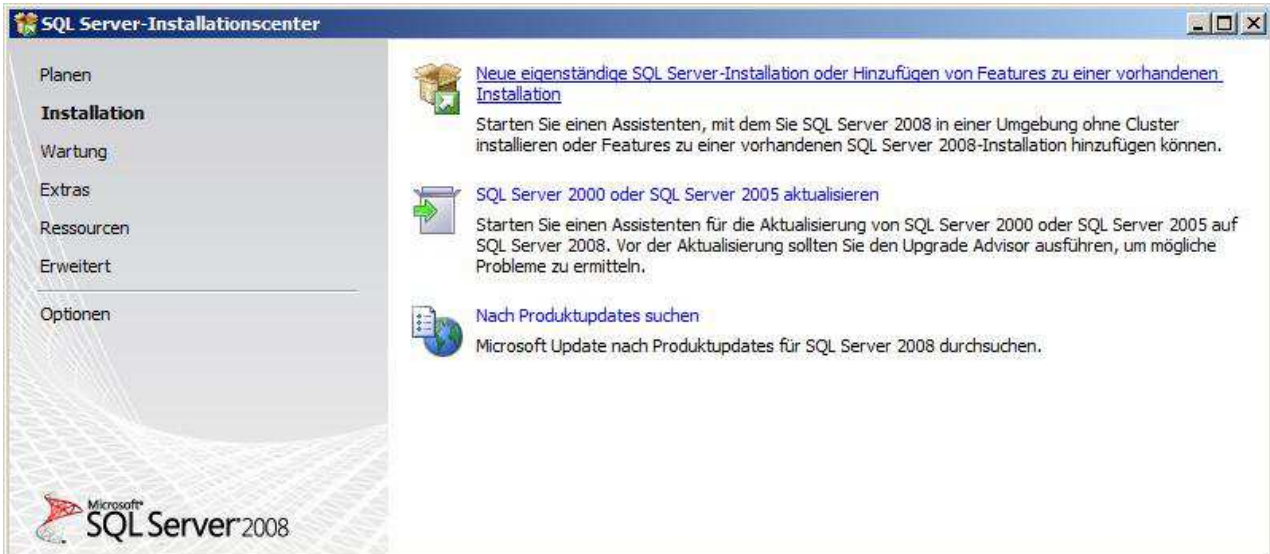 SQL Server-Installationscenter
Planen
Installation
Wartung
Extras
Ressourcen
Erweitert
Optionen
Microsoft
SQL Server 2008
Neue eigenständige SQL Server-Installation oder Hinzufügen von Features zu einer vorhandenen
Installation
Starten Sie einen Assistenten, mit dem Sie SQL Server 2008 in einer Umgebung ohne Cluster
installieren oder Features zu einer vorhandenen SQL Server 2008-Installation hinzufügen können.
SQL Server 2000 oder SQL Server 2005 aktualisieren
Starten Sie einen Assistenten für die Aktualisierung von SQL Server 2000 oder SQL Server 2005 auf
SQL Server 2008. Vor der Aktualisierung sollten Sie den Upgrade Advisor ausführen, um mögliche
Probleme zu ermitteln.
Nach Produktupdates suchen
Microsoft Update nach Produktupdates für SQL Server 2008 durchsuchen.